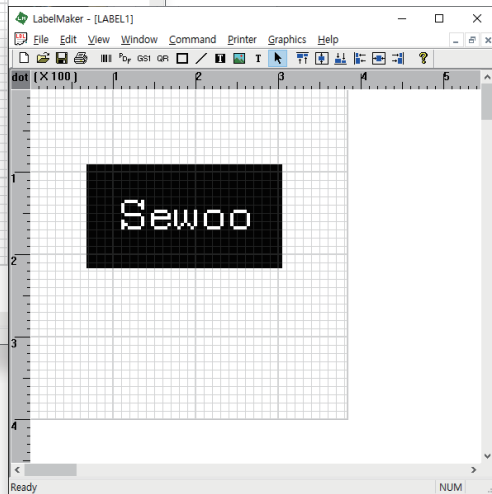 LabelMaker - [LABEL1]
File Edit View Window Command Printer Graphics Help
PDF GS1 QR T ?
dot (X100) 1 2 3 4 5
1
Sewoo
2
3
4
Ready NUM